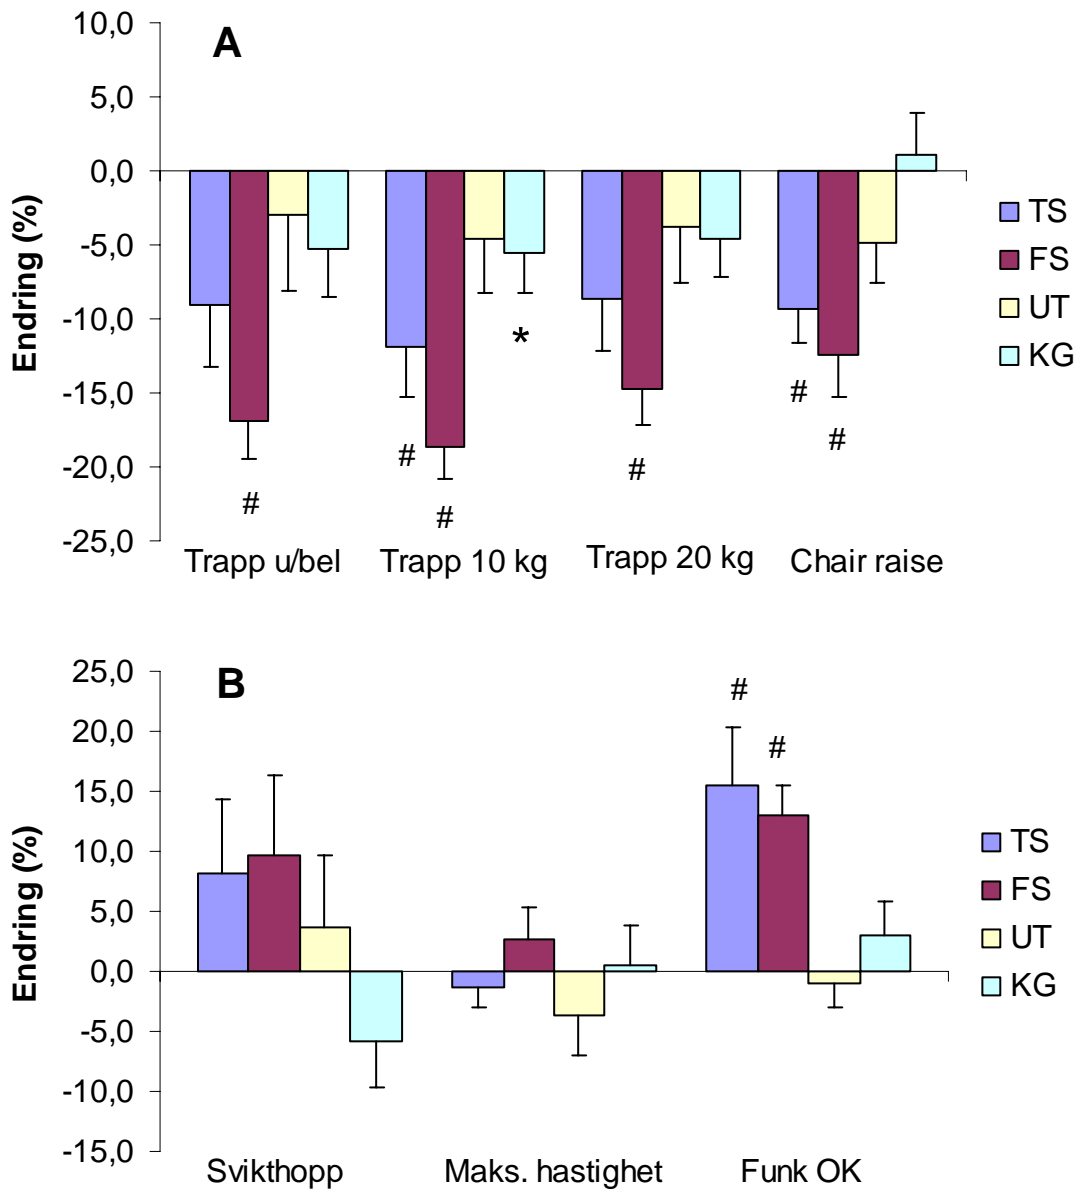 10,0
A
5,0
0,0
-5,0
-10,0
-15,0
-20,0
-25,0
Endring (%)
*
#
#
#
#
#
#
#
Trapp u/bel Trapp 10 kg Trapp 20 kg Chair raise
TS
FS
UT
KG
25,0
B
20,0
15,0
10,0
5,0
0,0
-5,0
-10,0
-15,0
Endring (%)
#
#
Svikthopp Maks. hastighet Funk OK
TS
FS
UT
KG